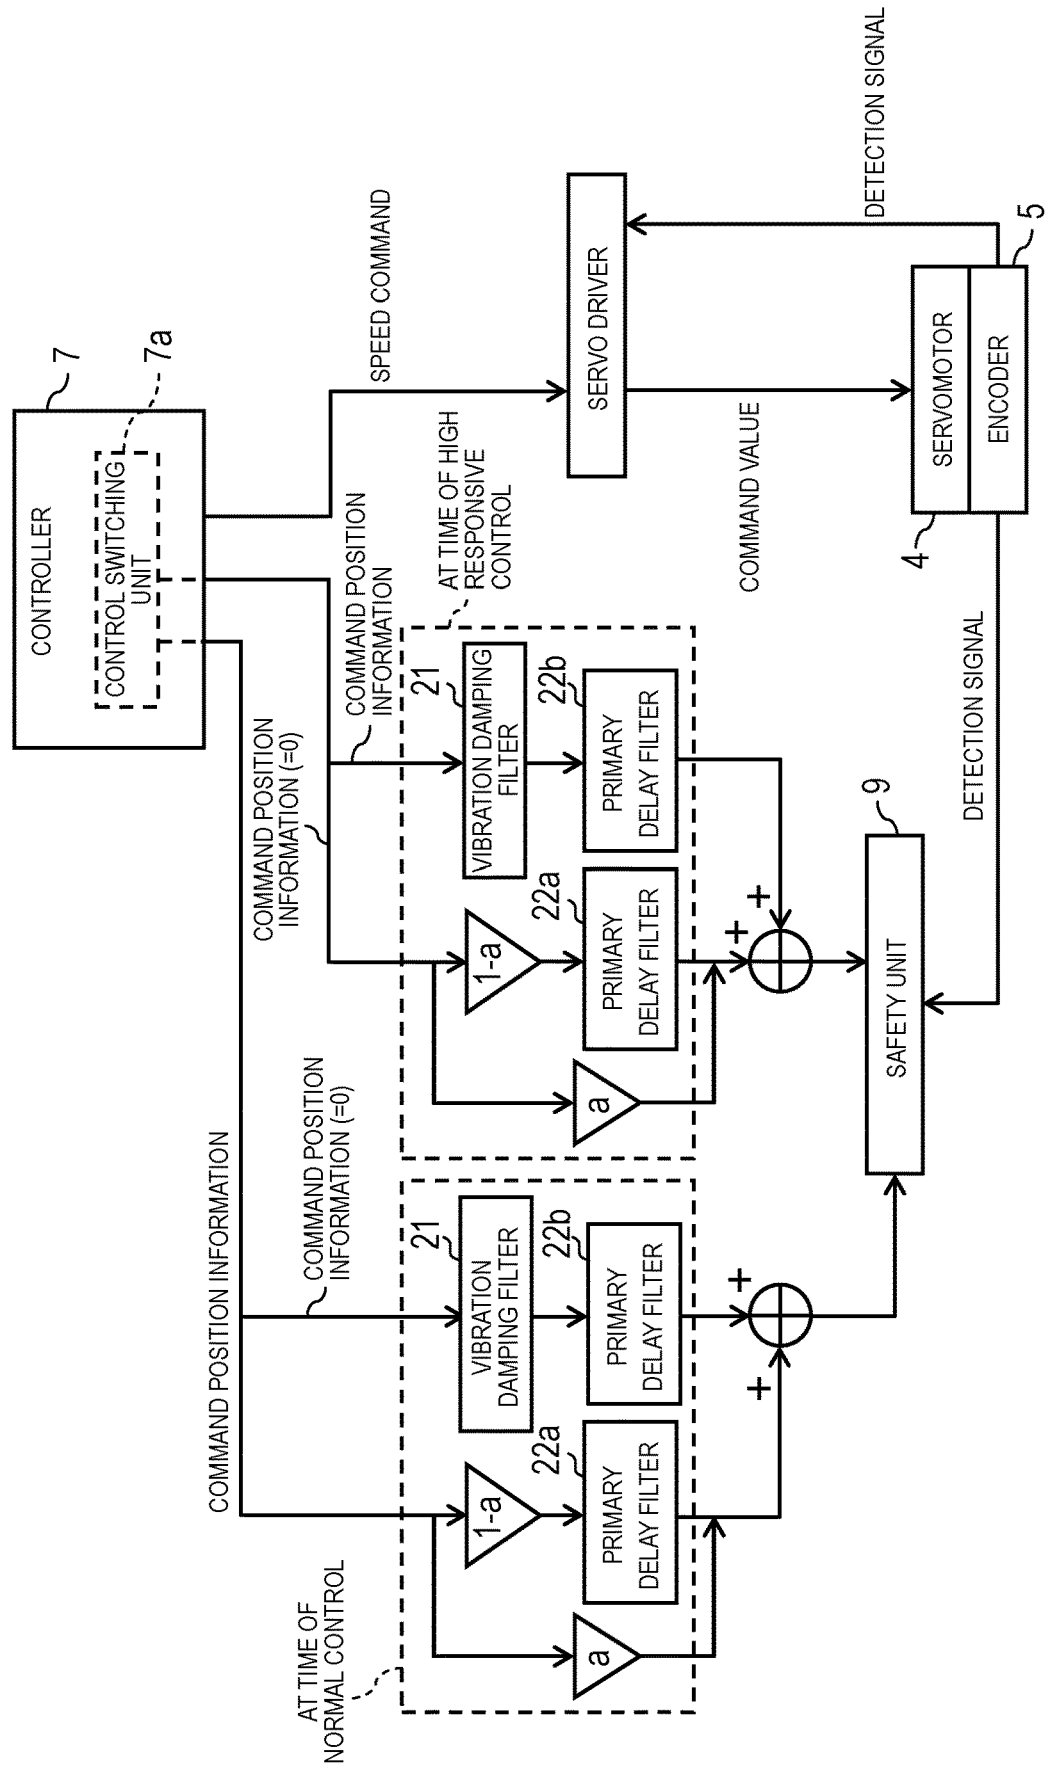 CONTROLLER
7
CONTROL SWITCHING
UNIT
7a
SPEED COMMAND
COMMAND POSITION INFORMATION
COMMAND POSITION
INFORMATION (=0)
COMMAND POSITION
INFORMATION (=0)
COMMAND POSITION
INFORMATION
AT TIME OF
NORMAL CONTROL
AT TIME OF HIGH
RESPONSIVE
CONTROL
a
1-a
22a
PRIMARY
DELAY FILTER
21
VIBRATION
DAMPING FILTER
22b
PRIMARY
DELAY FILTER
+
+
a
1-a
22a
PRIMARY
DELAY FILTER
21
VIBRATION DAMPING
FILTER
22b
PRIMARY
DELAY FILTER
+
+
SERVO DRIVER
COMMAND VALUE
DETECTION SIGNAL
SAFETY UNIT
9
DETECTION SIGNAL
4
SERVOMOTOR
ENCODER
5